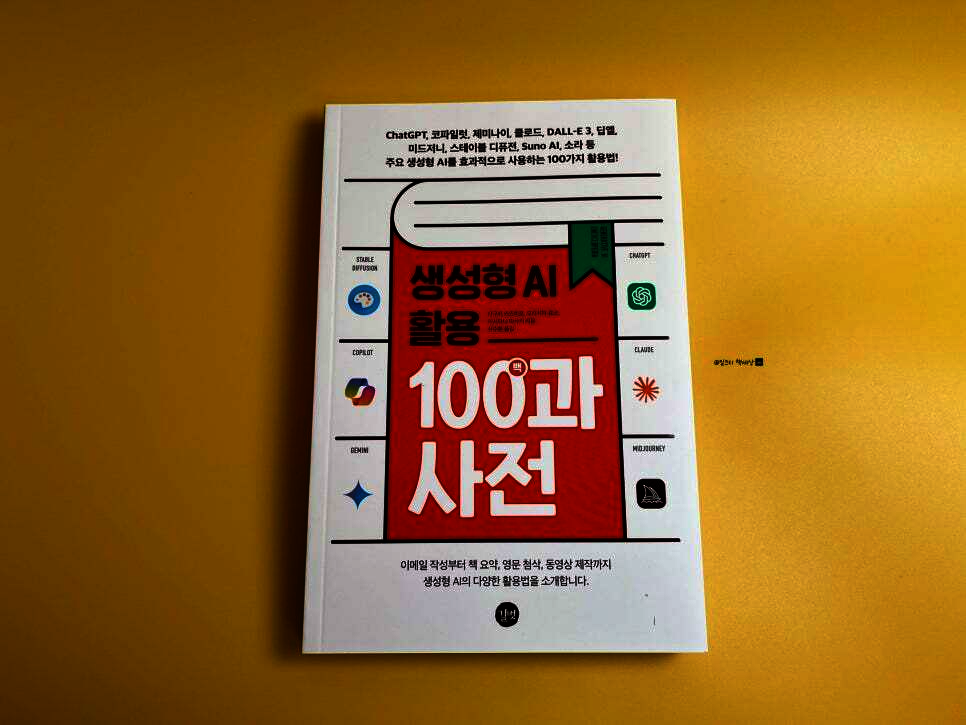 ChatGPT, 코파일럿, 제미나이, 클로드, DALL-E 3, 딥엘,
미드저니, 스테이블 디퓨전, Suno AI, 소라 등
주요 생성형 AI를 효과적으로 사용하는 100가지 활용법!
STABLE
DIFFUSION
COPILOT
GEMINI
생성형 AI
활용
100과
백
사전
CHATGPT
CLAUDE
MIDJOURNEY
이메일 작성부터 책 요약, 영문 첨삭, 동영상 제작까지
생성형 AI의 다양한 활용법을 소개합니다.
길벗